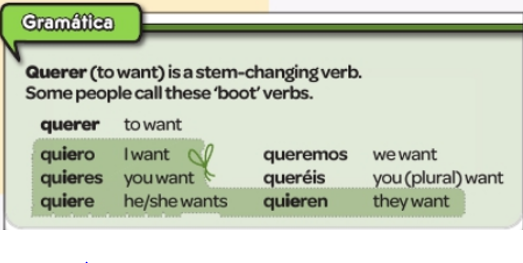 Gramática
Querer (to want) is a stem-changing verb.
Some people call these ‘boot’ verbs.
querer to want
quiero I want queremos we want
quieres you want queréis you (plural) want
quiere he/she wants quieren they want